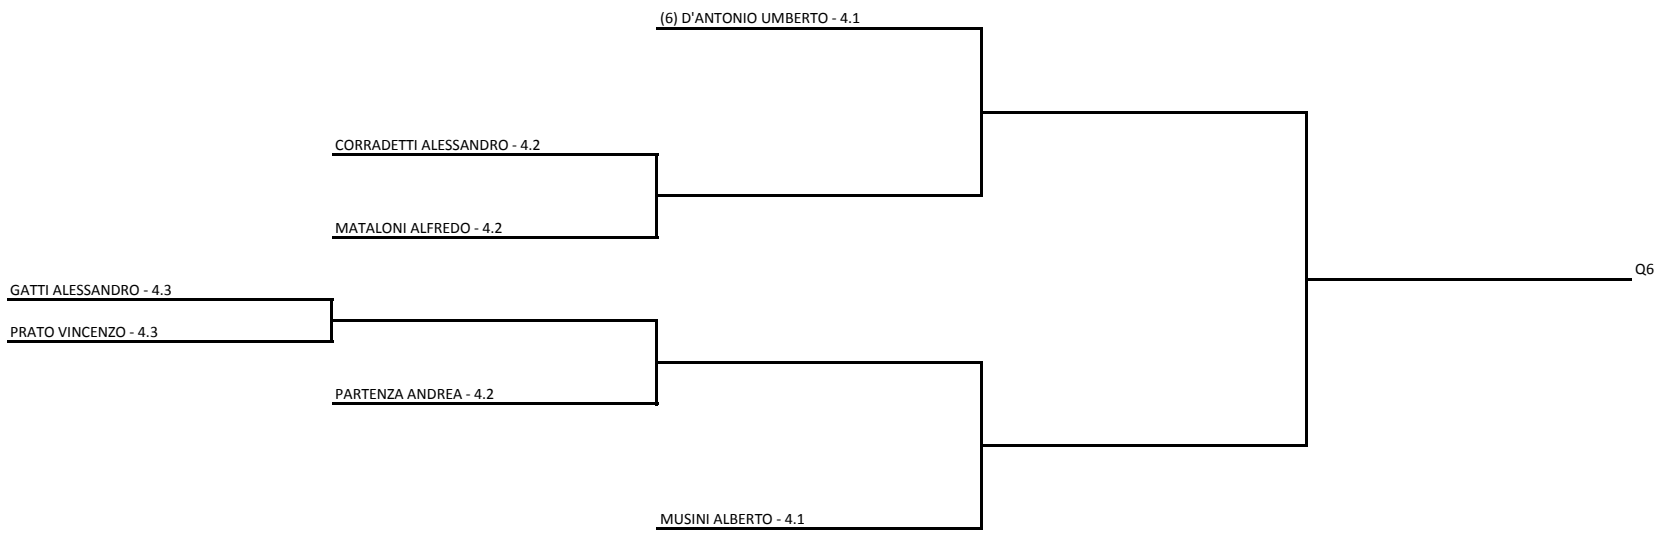 (6) D'ANTONIO UMBERTO - 4.1
CORRADETTI ALESSANDRO - 4.2
MATALONI ALFREDO - 4.2
Q6
GATTI ALESSANDRO - 4.3
PRATO VINCENZO - 4.3
PARTENZA ANDREA - 4.2
MUSINI ALBERTO - 4.1